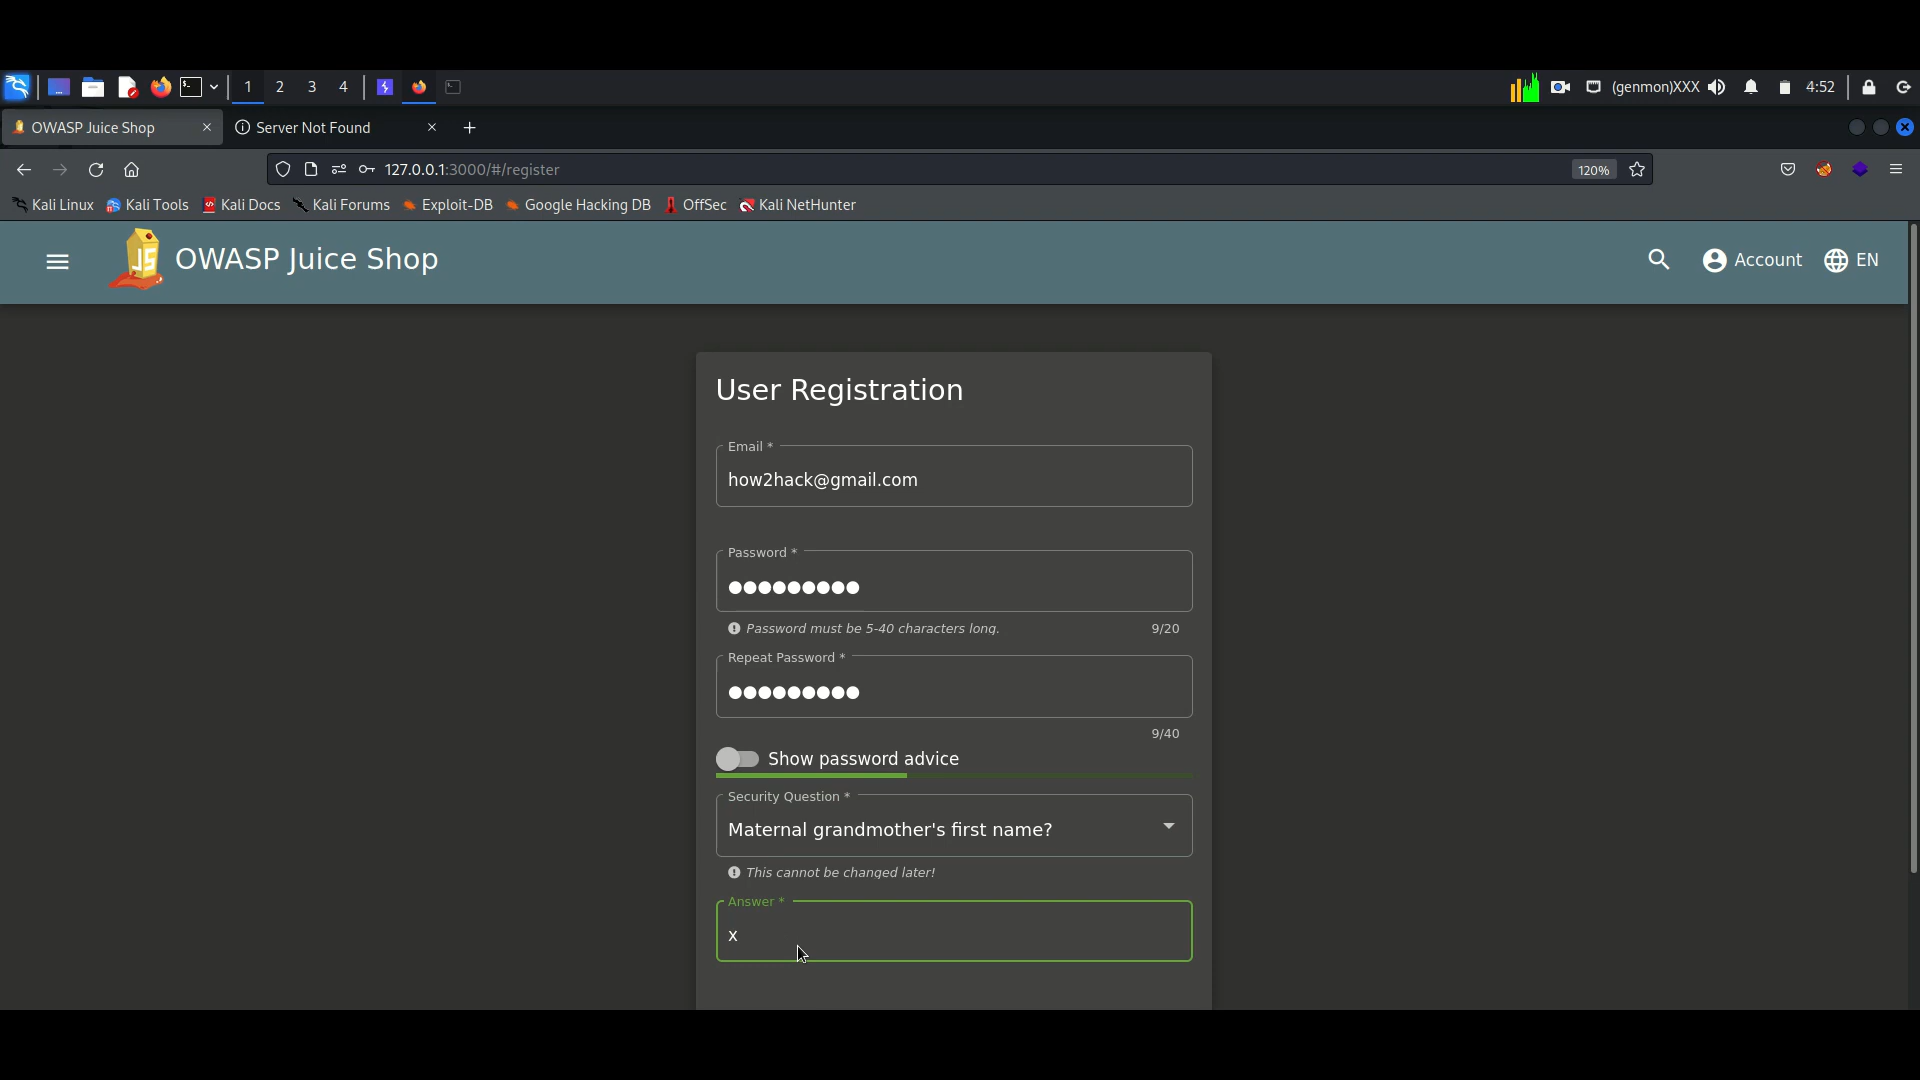 1 2 3 4 (genmon)XXX 4:52
OWASP Juice Shop Server Not Found
127.0.0.1:3000/#/register 120%
Kali Linux Kali Tools Kali Docs Kali Forums Exploit-DB Google Hacking DB OffSec Kali NetHunter
JS OWASP Juice Shop Account EN
User Registration
Email *
how2hack@gmail.com
Password *
●●●●●●●●●
Password must be 5-40 characters long. 9/20
Repeat Password *
●●●●●●●●●
9/40
Show password advice
Security Question *
Maternal grandmother's first name?
This cannot be changed later!
Answer *
x